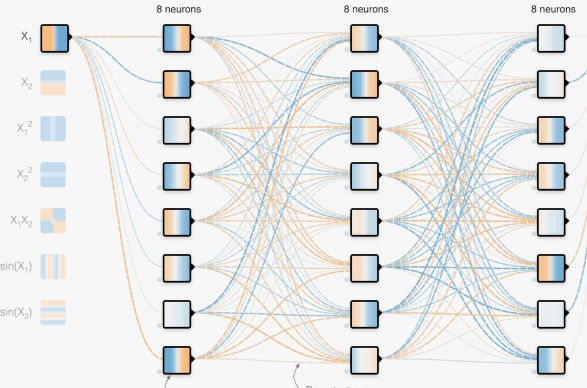 8 neurons
8 neurons
8 neurons
X₁
X₂
X₁²
X₂²
X₁X₂
sin(X₁)
sin(X₂)